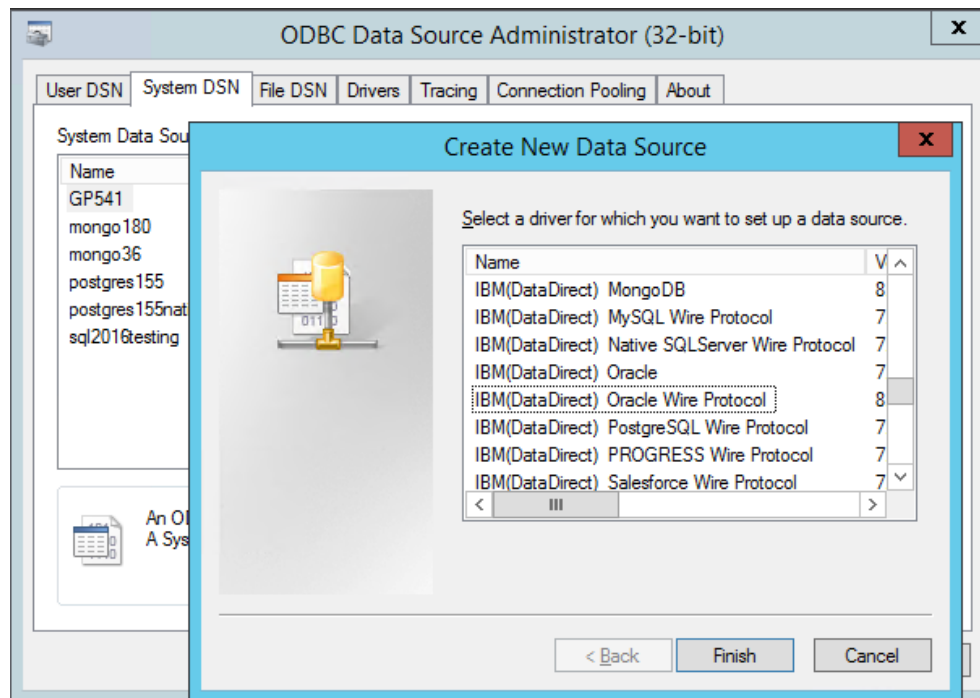 ODBC Data Source Administrator (32-bit)
x
User DSN System DSN File DSN Drivers Tracing Connection Pooling About
System Data Sou
Name
GP541
mongo180
mongo36
postgres155
postgres155nat
sql2016testing
An OD
A Sys
Create New Data Source
x
Select a driver for which you want to set up a data source.
Name V
IBM(DataDirect) MongoDB 8
IBM(DataDirect) MySQL Wire Protocol 7
IBM(DataDirect) Native SQLServer Wire Protocol 7
IBM(DataDirect) Oracle 7
IBM(DataDirect) Oracle Wire Protocol 8
IBM(DataDirect) PostgreSQL Wire Protocol 7
IBM(DataDirect) PROGRESS Wire Protocol 7
IBM(DataDirect) Salesforce Wire Protocol 7
< Back Finish Cancel